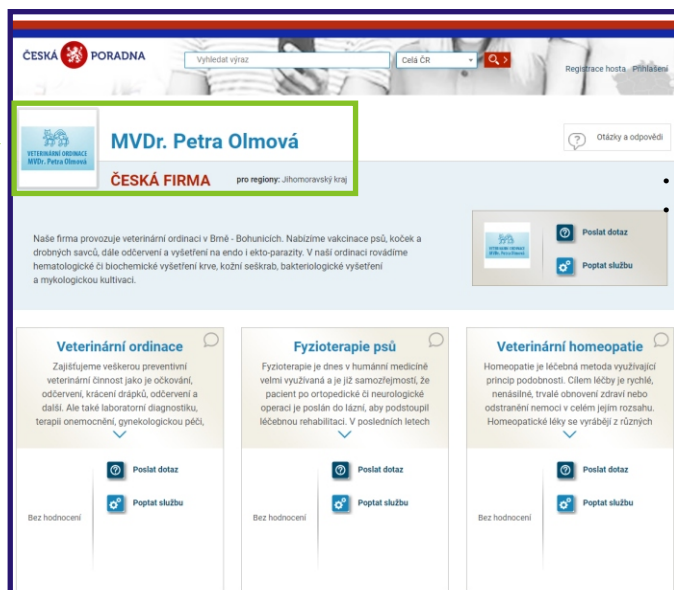 ČESKÁ PORADNA
Vyhledat výraz
Celá ČR
Registrace hosta Přihlášení
VETERINÁRNÍ ORDINACE
MVDr. Petra Olmová
MVDr. Petra Olmová
Otázky a odpovědi
ČESKÁ FIRMA
pro regiony: Jihomoravský kraj
Naše firma provozuje veterinární ordinaci v Brně - Bohunicích. Nabízíme vakcinace psů, koček a
drobných savců, dále odčervení a vyšetření na endo i ekto-parazity. V naší ordinaci rovádíme
hematologické či biochemické vyšetření krve, kožní seškrab, bakteriologické vyšetření
a mykologickou kultivaci.
VETERINÁRNÍ ORDINACE
MVDr. Petra Olmová
Poslat dotaz
Poptat službu
Veterinární ordinace
Zajišťujeme veškerou preventivní
veterinární činnost jako je očkování,
odčervení, krácení drápků, odčervení a
další. Ale také laboratorní diagnostiku,
terapii onemocnění, gynekologickou péči,
Poslat dotaz
Poptat službu
Bez hodnocení
Fyzioterapie psů
Fyzioterapie je dnes v humánní medicíně
velmi využívaná a je již samozřejmostí, že
pacient po ortopedické či neurologické
operaci je poslán do lázní, aby podstoupil
léčebnou rehabilitaci. V posledních letech
Poslat dotaz
Poptat službu
Bez hodnocení
Veterinární homeopatie
Homeopatie je léčebná metoda využívající
princip podobnosti. Cílem léčby je rychlé,
nenásilné, trvalé obnovení zdraví nebo
odstranění nemoci v celém jejím rozsahu.
Homeopatické léky se vyrábějí z různých
Poslat dotaz
Poptat službu
Bez hodnocení